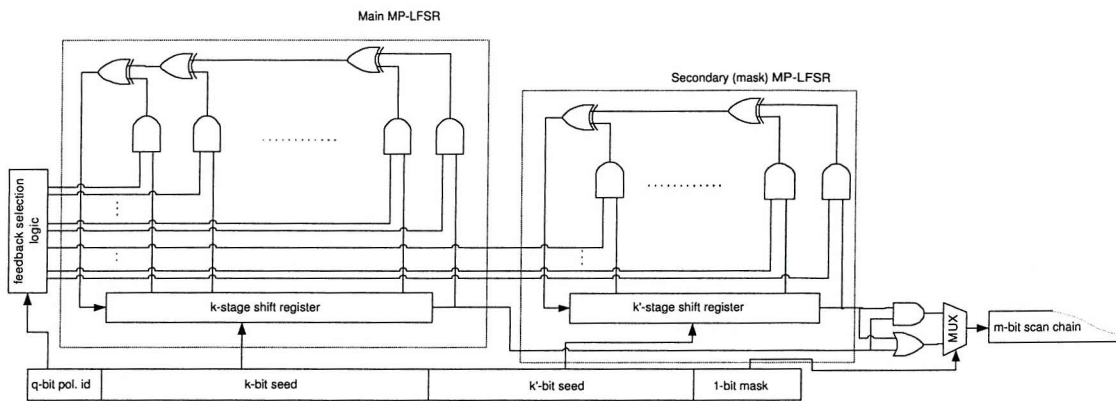 Main MP-LFSR
Secondary (mask) MP-LFSR
feedback selection
logic
k-stage shift register
k'-stage shift register
MUX
m-bit scan chain
q-bit pol. id
k-bit seed
k'-bit seed
1-bit mask